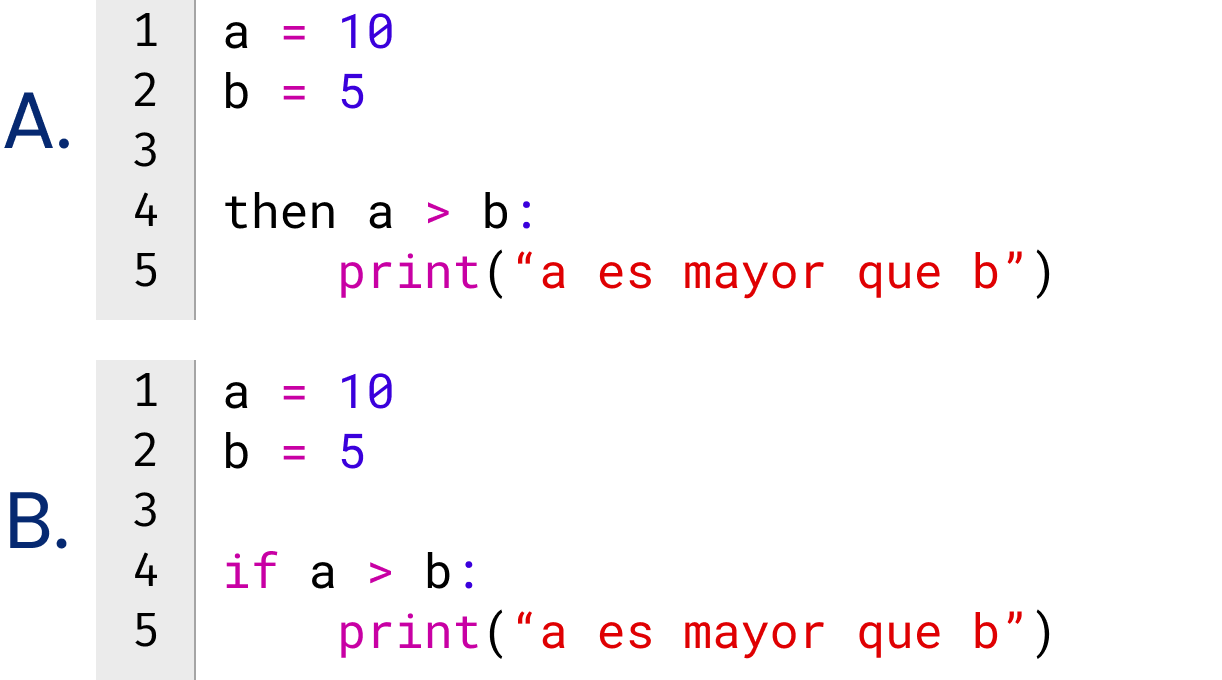 A.
1 a = 10
2 b = 5
3
4 then a > b:
5     print(“a es mayor que b”)
B.
1 a = 10
2 b = 5
3
4 if a > b:
5     print(“a es mayor que b”)